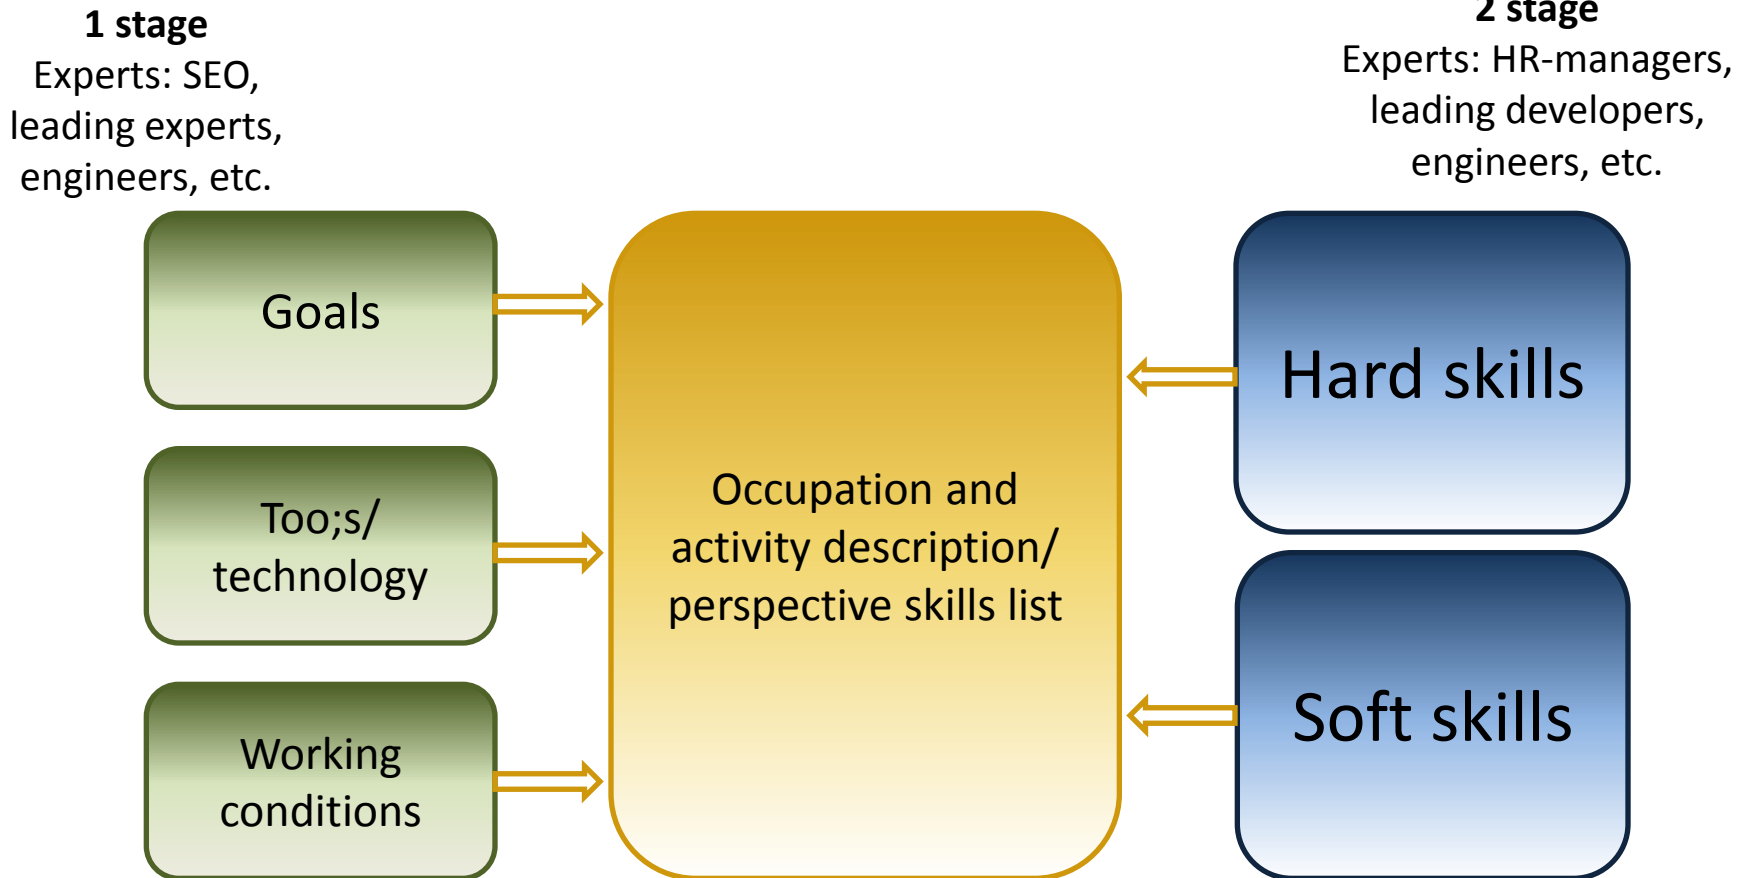 1 stage
Experts: SEO,
leading experts,
engineers, etc.
2 stage
Experts: HR-managers,
leading developers,
engineers, etc.
Goals
Too;s/
technology
Working
conditions
Occupation and
activity description/
perspective skills list
Hard skills
Soft skills